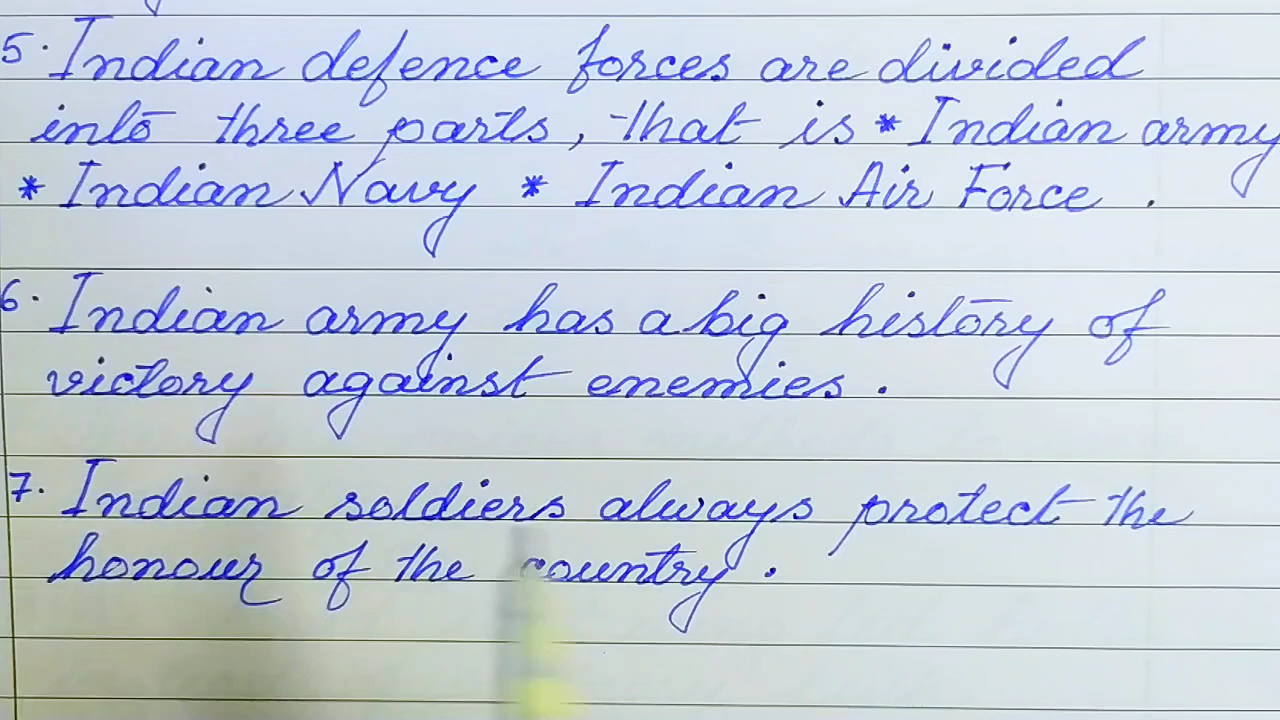 5. Indian defence forces are divided
into three parts, that is * Indian army
* Indian Navy * Indian Air Force.
6. Indian army has a big history of
victory against enemies.
7. Indian soldiers always protect the
honour of the country.